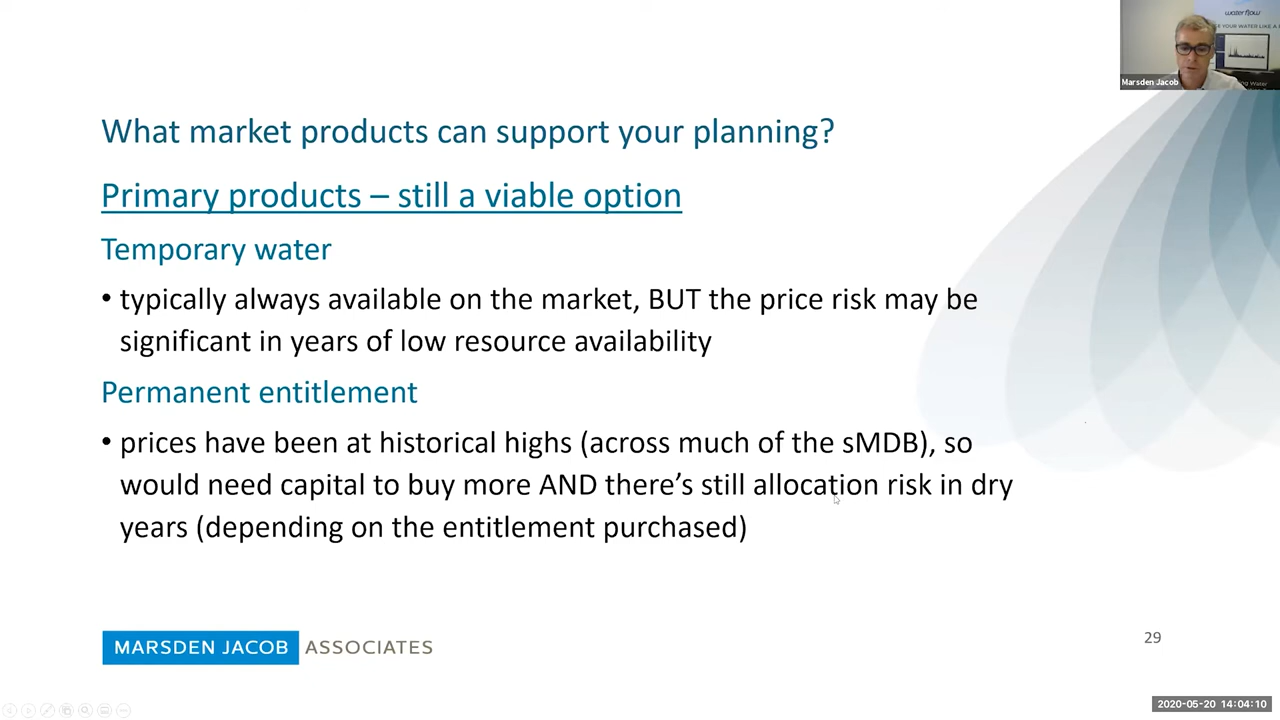 waterflow
YOUR WATER LIKE A
Marsden Jacob
What market products can support your planning?
Primary products – still a viable option
Temporary water
• typically always available on the market, BUT the price risk may be
significant in years of low resource availability
Permanent entitlement
• prices have been at historical highs (across much of the sMDB), so
would need capital to buy more AND there’s still allocation risk in dry
years (depending on the entitlement purchased)
MARSDEN JACOB ASSOCIATES
29
2020-05-20 14:04:10